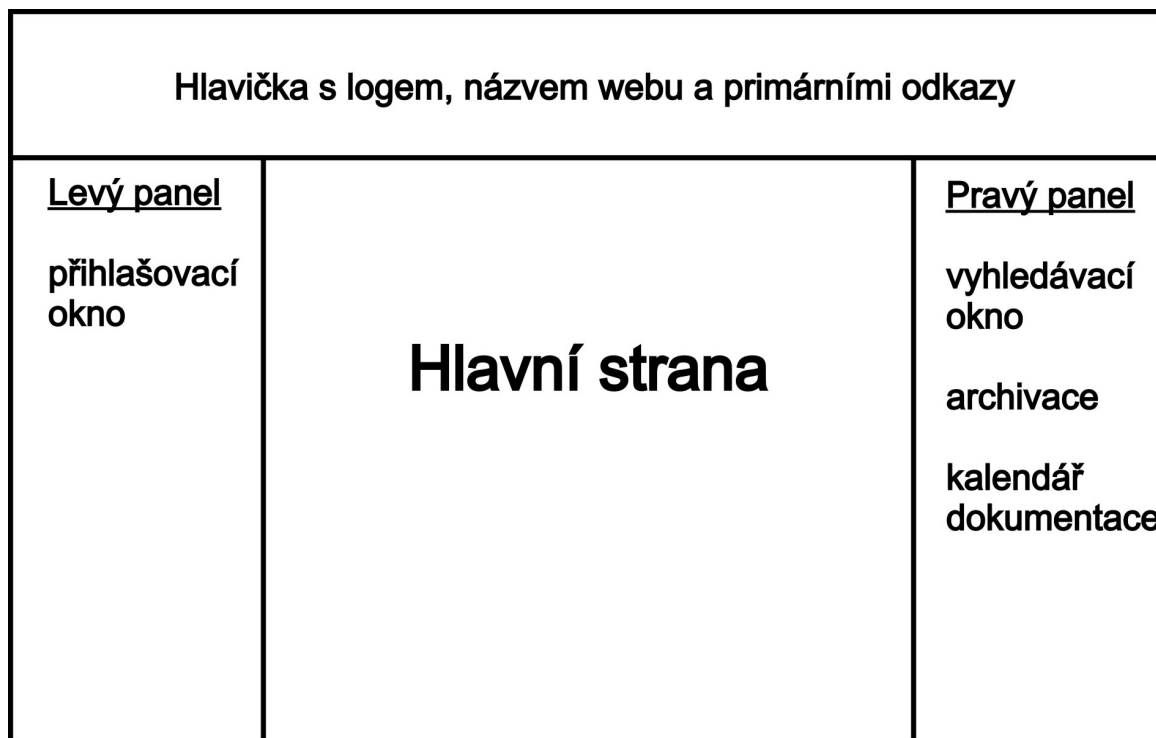 Hlavička s logem, názvem webu a primárními odkazy
Levý panel
přihlašovací
okno
Hlavní strana
Pravý panel
vyhledávací
okno
archivace
kalendář
dokumentace